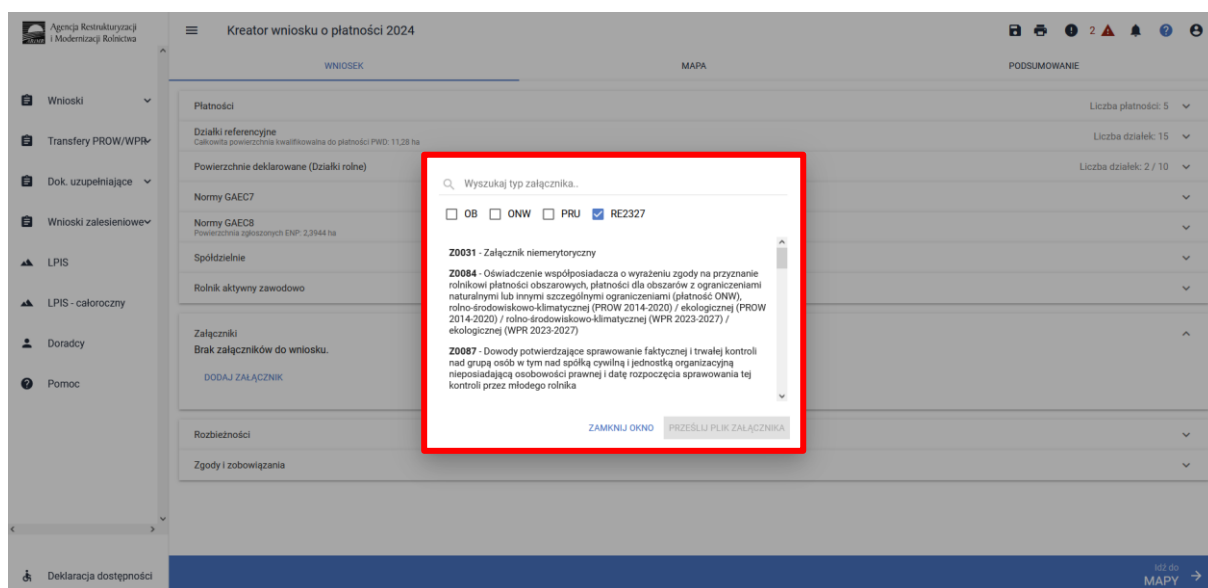 Agencja Restrukturyzacji
i Modernizacji Rolnictwa
Kreator wniosku o płatności 2024
2
WNIOSEK
MAPA
PODSUMOWANIE
Wnioski
Transfery PROW/WPR
Dok. uzupełniające
Wnioski zalesieniowe
LPIS
LPIS - całoroczny
Doradcy
Pomoc
Deklaracja dostępności
Płatności
Liczba płatności: 5
Działki referencyjne
Całkowita powierzchnia kwalifikowalna do płatności PWD: 11,28 ha
Liczba działek: 15
Powierzchnie deklarowane (Działki rolne)
Liczba działek: 2 / 10
Normy GAEC7
Normy GAEC8
Powierzchnia zgłoszonych ENP: 2,3944 ha
Spółdzielnie
Rolnik aktywny zawodowo
Załączniki
Brak załączników do wniosku.
DODAJ ZAŁĄCZNIK
Rozbieżności
Zgody i zobowiązania
Wyszukaj typ załącznika..
OB ONW PRU RE2327
Z0031 - Załącznik niemerytoryczny
Z0084 - Oświadczenie współposiadacza o wyrażeniu zgody na przyznanie
rolnikowi płatności obszarowych, płatności dla obszarów z ograniczeniami
naturalnymi lub innymi szczególnymi ograniczeniami (płatność ONW),
rolno-środowiskowo-klimatycznej (PROW 2014-2020) / ekologicznej (PROW
2014-2020) / rolno-środowiskowo-klimatycznej (WPR 2023-2027) /
ekologicznej (WPR 2023-2027)
Z0087 - Dowody potwierdzające sprawowanie faktycznej i trwałej kontroli
nad grupą osób w tym nad spółką cywilną i jednostką organizacyjną
nieposiadającą osobowości prawnej i datę rozpoczęcia sprawowania tej
kontroli przez młodego rolnika
ZAMKNIJ OKNO
PRZEŚLIJ PLIK ZAŁĄCZNIKA
Idź do
MAPY